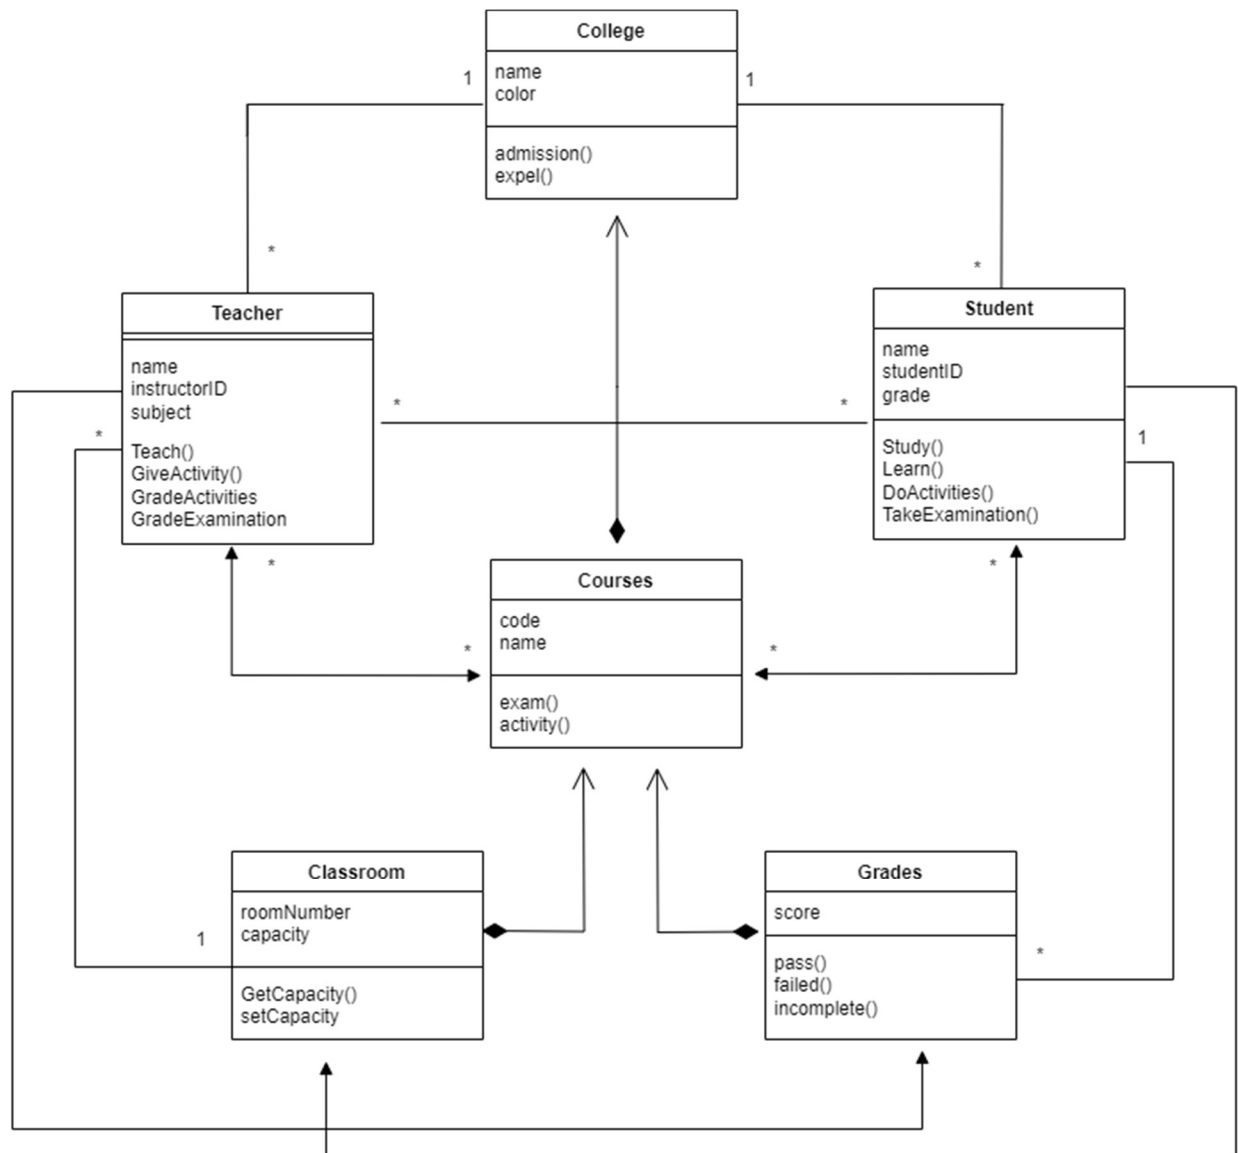 College
name
color
admission()
expel()
1
1
*
*
Teacher
name
instructorID
subject
Teach()
GiveActivity()
GradeActivities
GradeExamination
*
*
*
*
Student
name
studentID
grade
Study()
Learn()
DoActivities()
TakeExamination()
1
*
*
*
Courses
code
name
exam()
activity()
Classroom
roomNumber
capacity
GetCapacity()
setCapacity
1
Grades
score
pass()
failed()
incomplete()
*